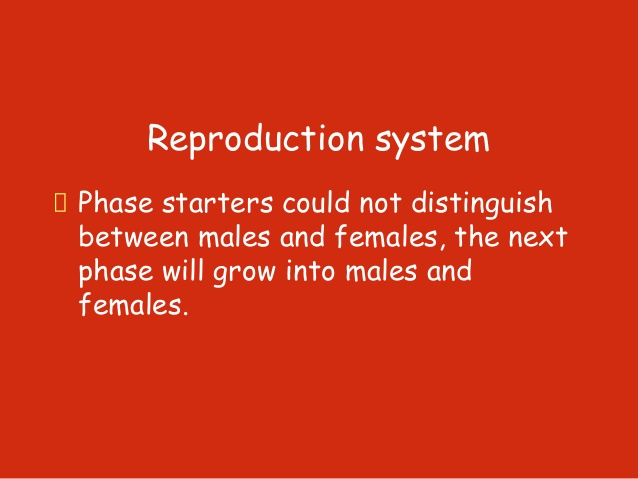 Reproduction system
▯ Phase starters could not distinguish
between males and females, the next
phase will grow into males and
females.